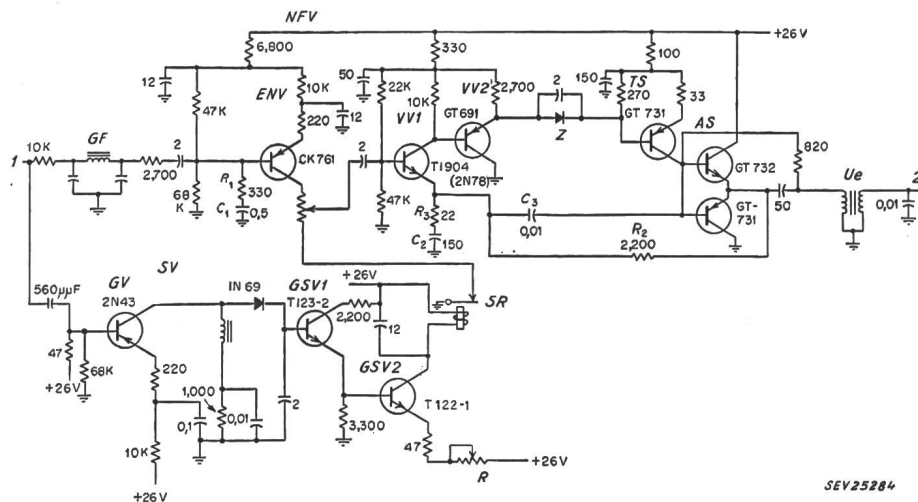 NFV
+26V
6,800
330
100
12
10K
50
22K
VV2
2,700
2
150
TS
270
33
47K
ENV
220
12
VV1
10K
GT691
Z
GT 731
AS
820
10K
GF
2
CK761
2
GT 732
Ue
2
1
2,700
R1
330
T1904
(2N78)
0,01
68
K
C1
0,5
47K
R3
22
C3
0,01
GT-
731
50
C2
150
R2
2,200
SV
+26V
560µµF
GV
2N43
IN 69
GSV1
T123-2
SR
2,200
12
47
68K
220
GSV2
+26V
1,000
T122-1
0,1
0,01
2
3,300
47
10K
R
+26V
+26V
SEV25284